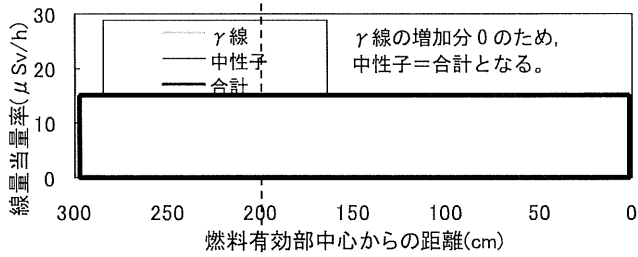 30
20
10
0
線量当量率(μSv/h)
γ線
中性子
合計
γ線の増加分0のため,
中性子=合計となる。
300 250 200 150 100 50 0
燃料有効部中心からの距離(cm)